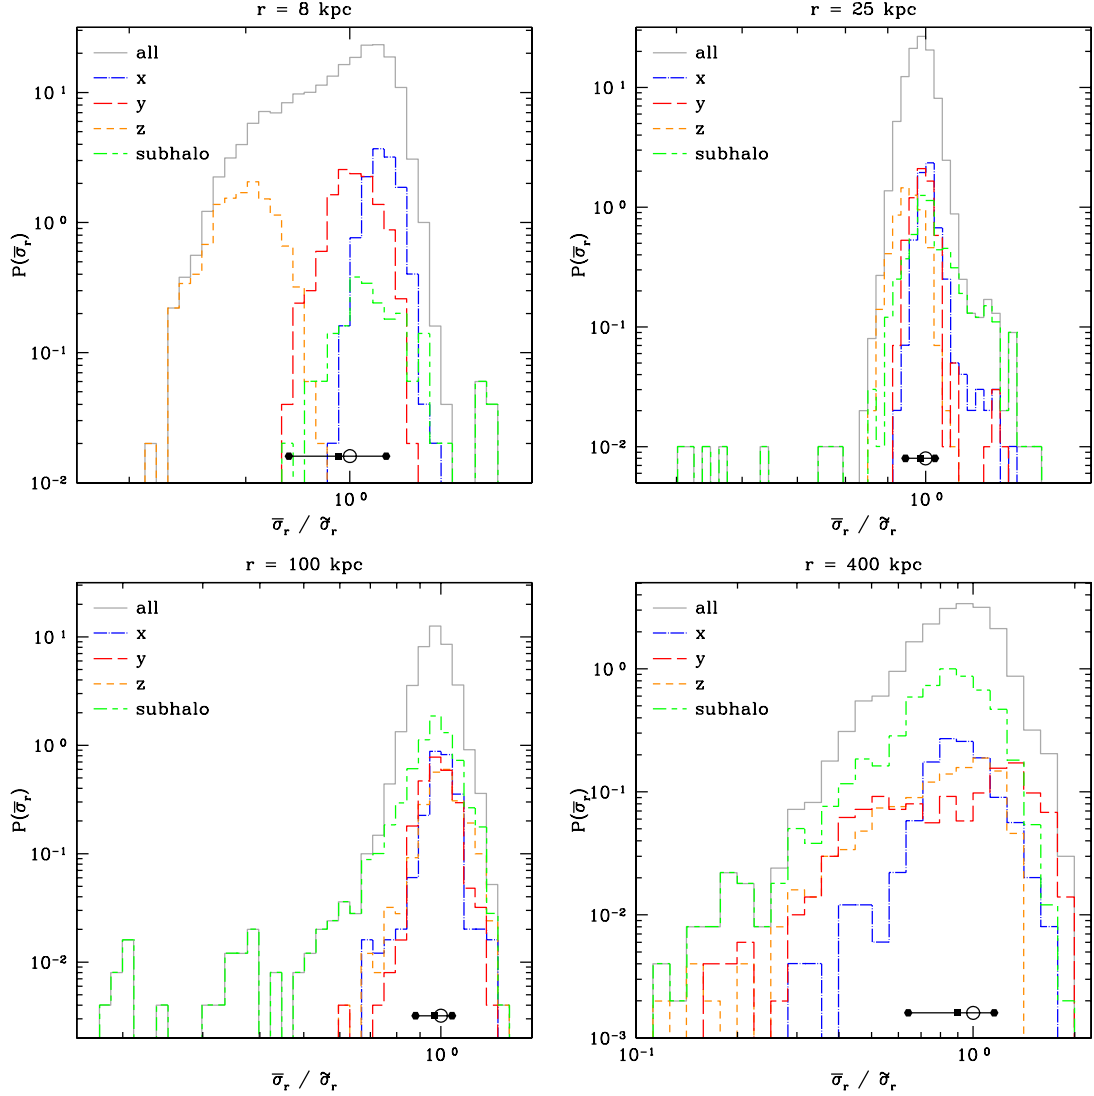 r = 8 kpc
all
x
y
z
subhalo
10¹
10⁰
10⁻¹
10⁻²
P(σ̅ᵣ)
10⁰
σ̅ᵣ / σ̃ᵣ
r = 25 kpc
all
x
y
z
subhalo
10¹
10⁰
10⁻¹
10⁻²
P(σ̅ᵣ)
10⁰
σ̅ᵣ / σ̃ᵣ
r = 100 kpc
all
x
y
z
subhalo
10¹
10⁰
10⁻¹
10⁻²
P(σ̅ᵣ)
10⁰
σ̅ᵣ / σ̃ᵣ
r = 400 kpc
all
x
y
z
subhalo
10⁰
10⁻¹
10⁻²
10⁻³
P(σ̅ᵣ)
10⁻¹
10⁰
σ̅ᵣ / σ̃ᵣ